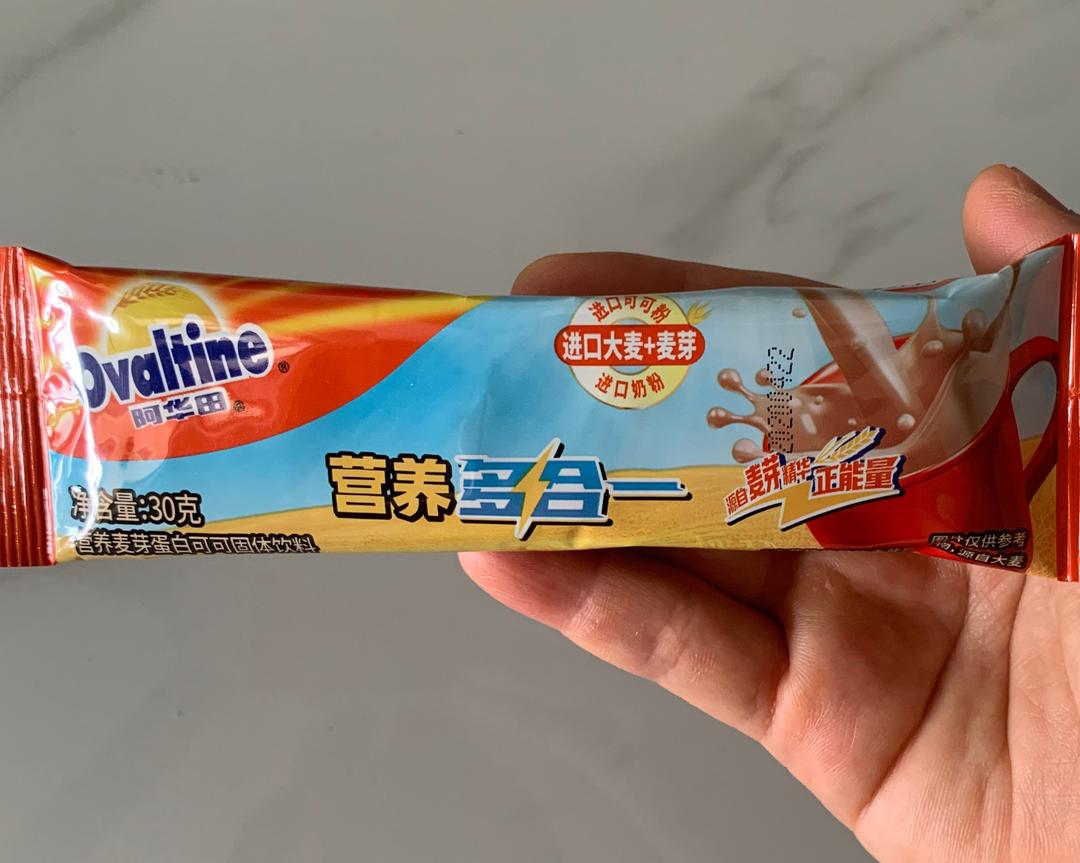 Ovaltine®
阿华田®
进口可可粉
进口大麦+麦芽
进口奶粉
营养多合一
源自麦芽精华正能量
净含量:30克
营养麦芽蛋白可可固体饮料
仅供参考
源自大麦